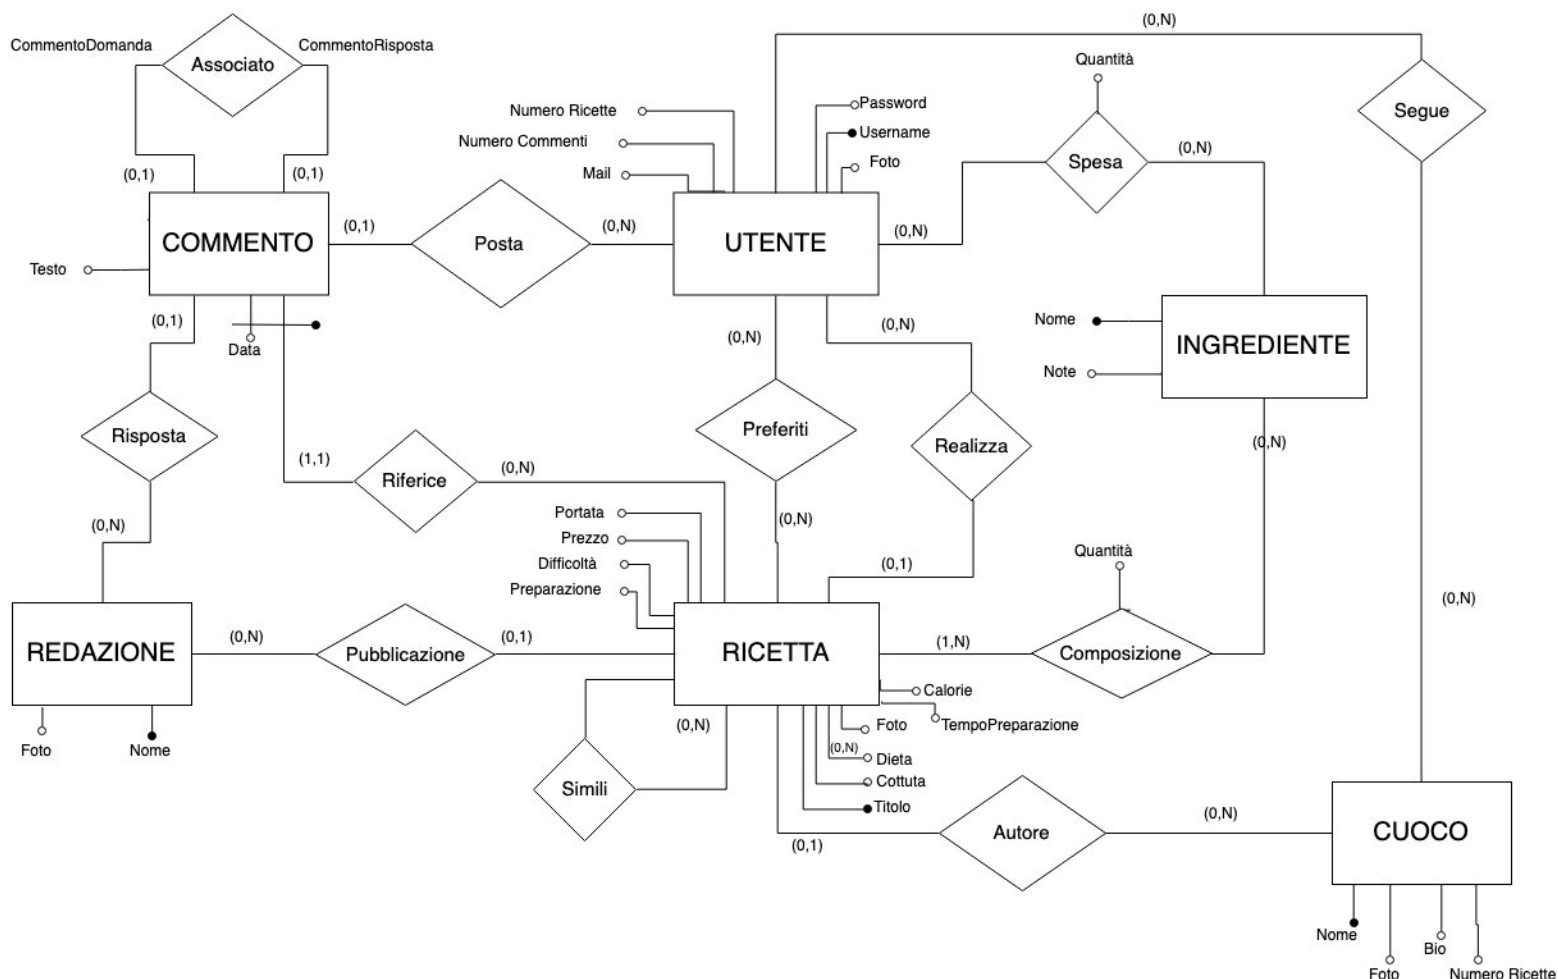 (0,N)
CommentoDomanda
CommentoRisposta
Associato
Quantità
Numero Ricette
Password
Segue
Numero Commenti
Username
Mail
Foto
Spesa
(0,N)
(0,1)
(0,1)
COMMENTO
(0,1)
Posta
(0,N)
UTENTE
(0,N)
Testo
(0,1)
Data
(0,N)
(0,N)
Nome
INGREDIENTE
Note
Risposta
Preferiti
Realizza
(0,N)
(1,1)
Riferice
(0,N)
Portata
(0,N)
(0,N)
Prezzo
Quantità
Difficoltà
(0,1)
Preparazione
(0,N)
REDAZIONE
(0,N)
Pubblicazione
(0,1)
RICETTA
(1,N)
Composizione
Calorie
(0,N)
Foto
TempoPreparazione
Foto
Nome
(0,N)
Dieta
Simili
Cottuta
Titolo
(0,N)
Autore
CUOCO
(0,1)
Nome
Bio
Foto
Numero Ricette